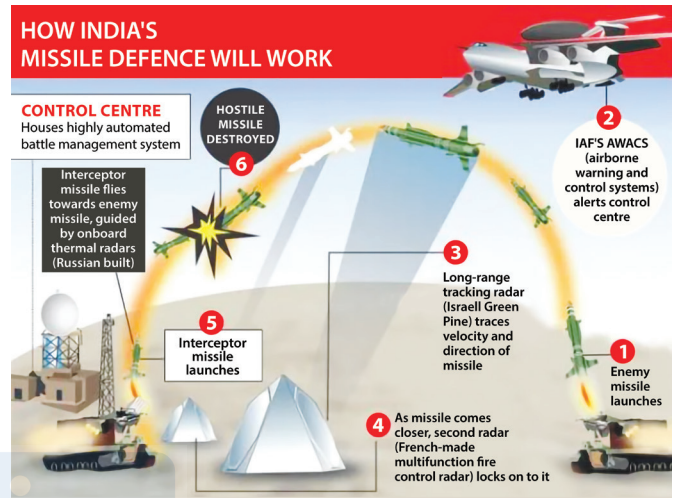 HOW INDIA'S
MISSILE DEFENCE WILL WORK
CONTROL CENTRE
Houses highly automated
battle management system
HOSTILE
MISSILE
DESTROYED
6
2
IAF'S AWACS
(airborne
warning and
control systems)
alerts control
centre
Interceptor
missile flies
towards enemy
missile, guided
by onboard
thermal radars
(Russian built)
3
Long-range
tracking radar
(Israell Green
Pine) traces
velocity and
direction of
missile
5
Interceptor
missile
launches
1
Enemy
missile
launches
4
As missile comes
closer, second radar
(French-made
multifunction fire
control radar) locks on to it